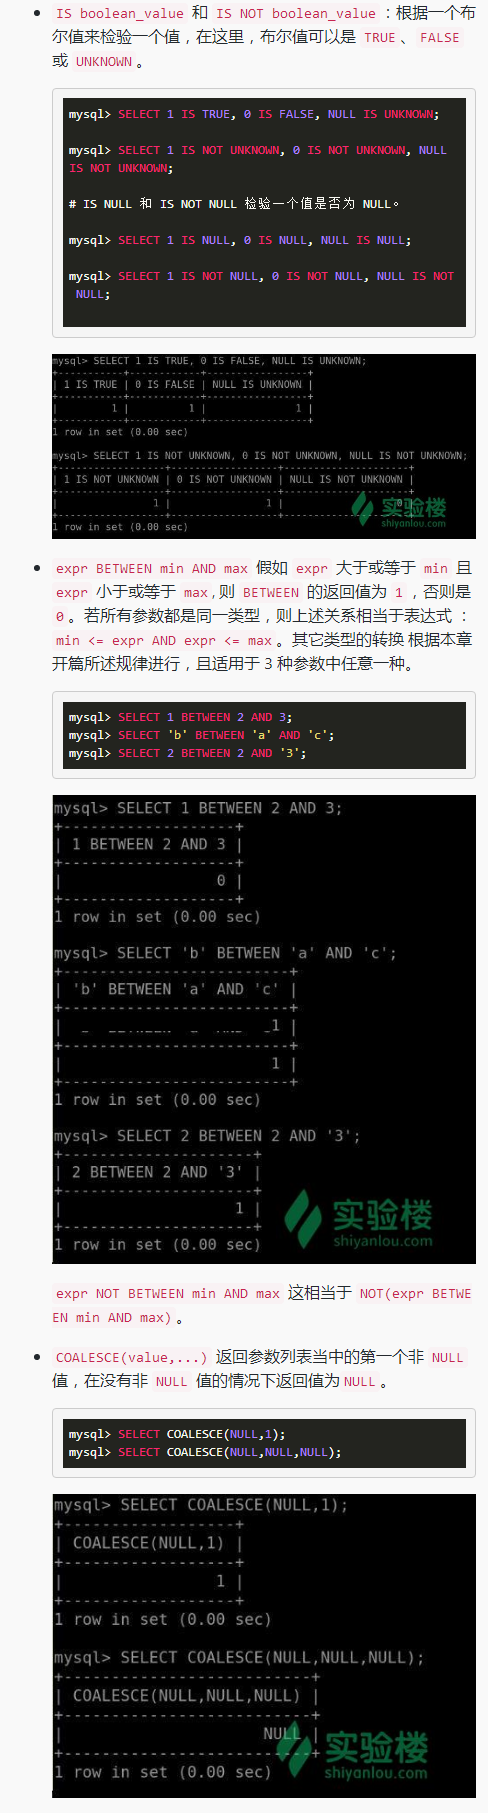 IS boolean_value 和 IS NOT boolean_value ：根据一个布
尔值来检验一个值，在这里，布尔值可以是 TRUE 、 FALSE
或 UNKNOWN 。
mysql> SELECT 1 IS TRUE, 0 IS FALSE, NULL IS UNKNOWN;
mysql> SELECT 1 IS NOT UNKNOWN, 0 IS NOT UNKNOWN, NULL
IS NOT UNKNOWN;
# IS NULL 和 IS NOT NULL 检验一个值是否为 NULL。
mysql> SELECT 1 IS NULL, 0 IS NULL, NULL IS NULL;
mysql> SELECT 1 IS NOT NULL, 0 IS NOT NULL, NULL IS NOT
NULL;
mysql> SELECT 1 IS TRUE, 0 IS FALSE, NULL IS UNKNOWN;
+-----------+------------+-----------------+
| 1 IS TRUE | 0 IS FALSE | NULL IS UNKNOWN |
+-----------+------------+-----------------+
| 1 | 1 | 1 |
+-----------+------------+-----------------+
1 row in set (0.00 sec)
mysql> SELECT 1 IS NOT UNKNOWN, 0 IS NOT UNKNOWN, NULL IS NOT UNKNOWN;
+------------------+------------------+---------------------+
| 1 IS NOT UNKNOWN | 0 IS NOT UNKNOWN | NULL IS NOT UNKNOWN |
+------------------+------------------+---------------------+
| 1 | 1 | 0 |
+------------------+------------------+---------------------+
1 row in set (0.00 sec)
实验楼
shiyanlou.com
expr BETWEEN min AND max 假如 expr 大于或等于 min 且
expr 小于或等于 max , 则 BETWEEN 的返回值为 1 ，否则是
0 。若所有参数都是同一类型，则上述关系相当于表达式 ：
min <= expr AND expr <= max 。其它类型的转换 根据本章
开篇所述规律进行，且适用于 3 种参数中任意一种。
mysql> SELECT 1 BETWEEN 2 AND 3;
mysql> SELECT 'b' BETWEEN 'a' AND 'c';
mysql> SELECT 2 BETWEEN 2 AND '3';
mysql> SELECT 1 BETWEEN 2 AND 3;
+-------------------+
| 1 BETWEEN 2 AND 3 |
+-------------------+
| 0 |
+-------------------+
1 row in set (0.00 sec)
mysql> SELECT 'b' BETWEEN 'a' AND 'c';
+-------------------------+
| 'b' BETWEEN 'a' AND 'c' |
+-------------------------+
| 1 |
+-------------------------+
| 1 |
+-------------------------+
1 row in set (0.00 sec)
mysql> SELECT 2 BETWEEN 2 AND '3';
+---------------------+
| 2 BETWEEN 2 AND '3' |
+---------------------+
| 1 |
+---------------------+
1 row in set (0.00 sec)
实验楼
shiyanlou.com
expr NOT BETWEEN min AND max 这相当于 NOT(expr BETWE
EN min AND max) 。
COALESCE(value,...) 返回参数列表当中的第一个非 NULL
值，在没有非 NULL 值的情况下返回值为 NULL 。
mysql> SELECT COALESCE(NULL,1);
mysql> SELECT COALESCE(NULL,NULL,NULL);
mysql> SELECT COALESCE(NULL,1);
+------------------+
| COALESCE(NULL,1) |
+------------------+
| 1 |
+------------------+
1 row in set (0.00 sec)
mysql> SELECT COALESCE(NULL,NULL,NULL);
+--------------------------+
| COALESCE(NULL,NULL,NULL) |
+--------------------------+
| NULL |
+--------------------------+
1 row in set (0.00 sec)
实验楼
shiyanlou.com